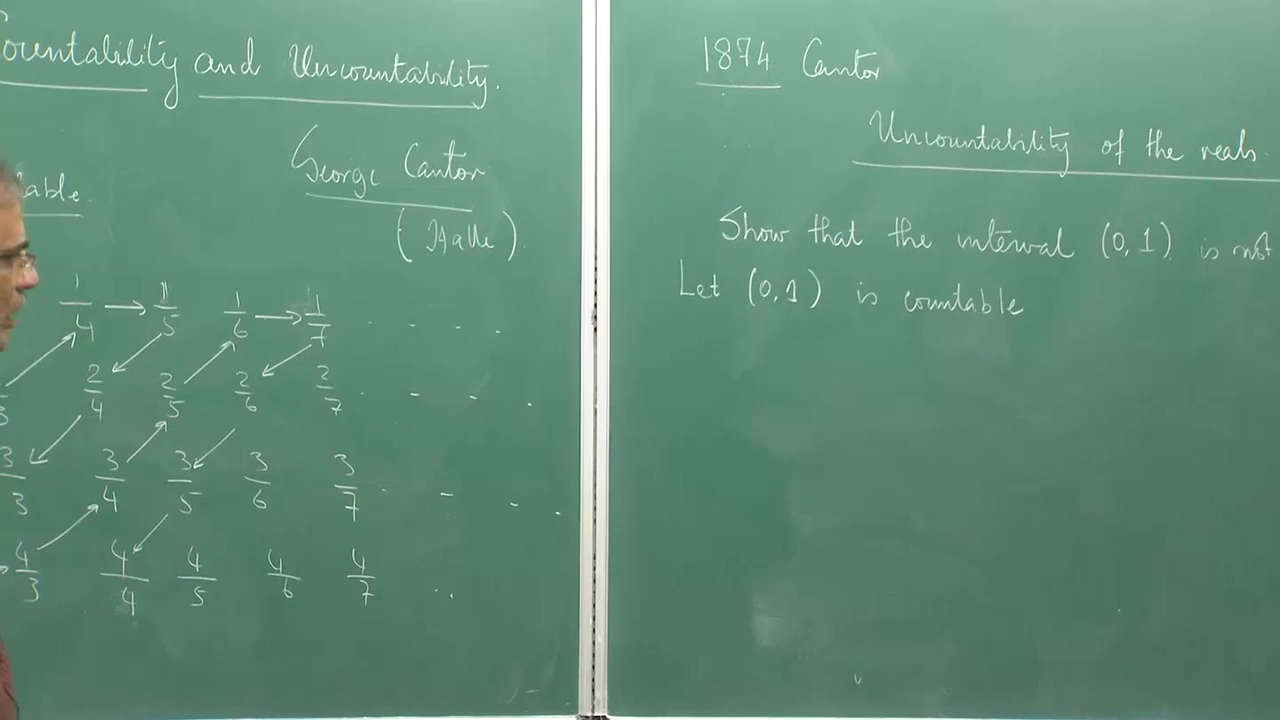 ountability and Uncountability.
George Cantor
(Halle)
able.
1/4 → 1/5 1/6 → 1/7 . . . .
3 2/4 2/5 2/6 2/7 . . . .
3/3 3/4 3/5 3/6 3/7 . . . .
4/3 4/4 4/5 4/6 4/7 . .
1874 Cantor
Uncountability of the reals.
Show that the interval (0,1) is not
Let (0,1) is countable